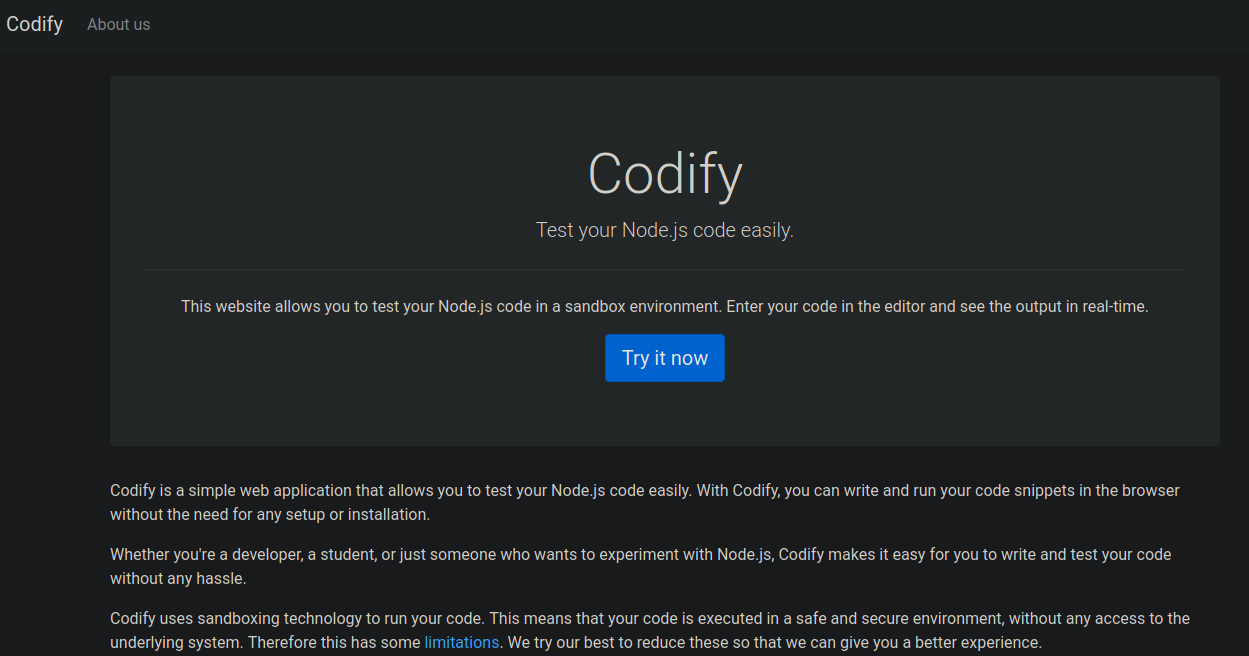 Codify About us
Codify
Test your Node.js code easily.
This website allows you to test your Node.js code in a sandbox environment. Enter your code in the editor and see the output in real-time.
Try it now
Codify is a simple web application that allows you to test your Node.js code easily. With Codify, you can write and run your code snippets in the browser
without the need for any setup or installation.
Whether you're a developer, a student, or just someone who wants to experiment with Node.js, Codify makes it easy for you to write and test your code
without any hassle.
Codify uses sandboxing technology to run your code. This means that your code is executed in a safe and secure environment, without any access to the
underlying system. Therefore this has some limitations. We try our best to reduce these so that we can give you a better experience.